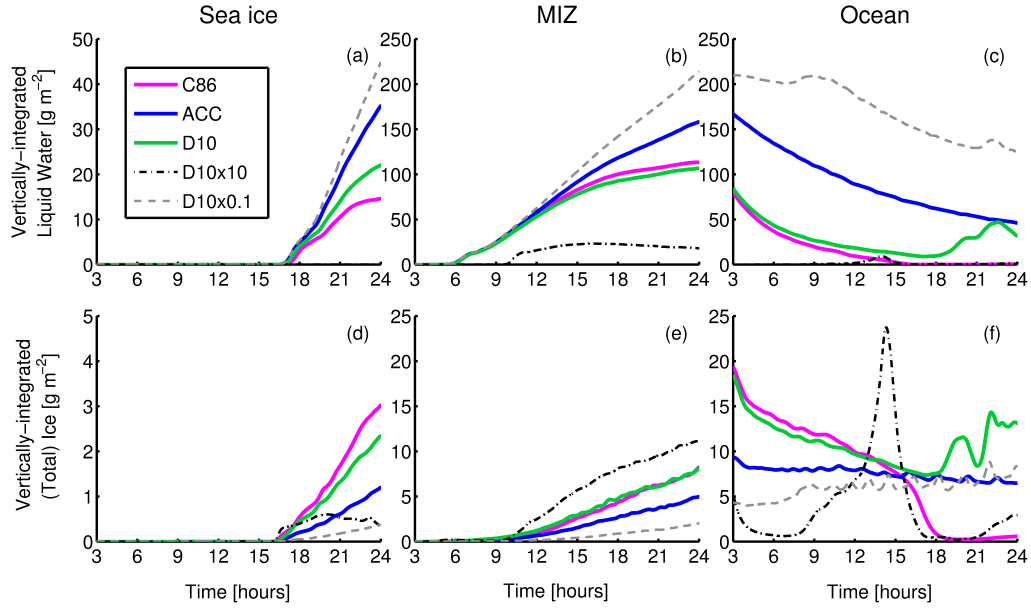 Sea ice
MIZ
Ocean
Vertically−integrated
Liquid Water [g m−2]
50
40
30
20
10
0
(a)
C86
ACC
D10
D10x10
D10x0.1
3 6 9 12 15 18 21 24
250
200
150
100
50
0
(b)
3 6 9 12 15 18 21 24
250
200
150
100
50
0
(c)
3 6 9 12 15 18 21 24
Vertically−integrated
(Total) Ice [g m−2]
5
4
3
2
1
0
(d)
3 6 9 12 15 18 21 24
Time [hours]
25
20
15
10
5
0
(e)
3 6 9 12 15 18 21 24
Time [hours]
25
20
15
10
5
0
(f)
3 6 9 12 15 18 21 24
Time [hours]